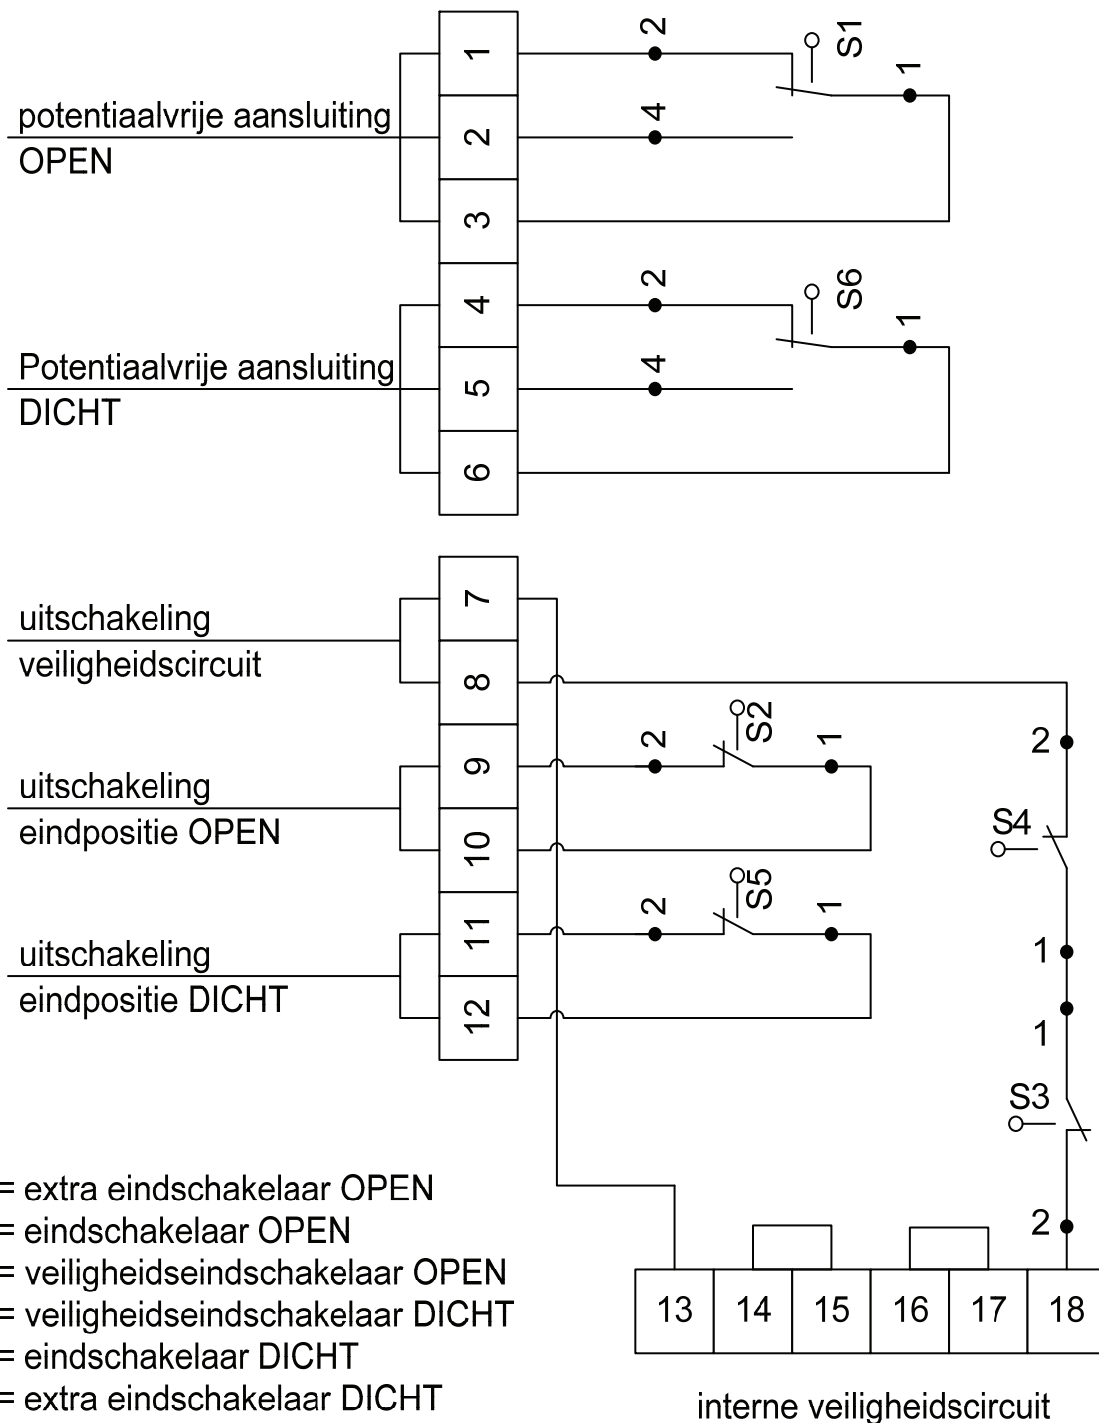 1
2
3
4
5
6
potentiaalvrije aansluiting
OPEN
2
4
S1
1
Potentiaalvrije aansluiting
DICHT
2
4
S6
1
7
8
9
10
11
12
uitschakeling
veiligheidscircuit
uitschakeling
eindpositie OPEN
2
S2
1
uitschakeling
eindpositie DICHT
2
S5
1
2
S4
1
1
S3
2
= extra eindschakelaar OPEN
= eindschakelaar OPEN
= veiligheidseindschakelaar OPEN
= veiligheidseindschakelaar DICHT
= eindschakelaar DICHT
= extra eindschakelaar DICHT
13 14 15 16 17 18
interne veiligheidscircuit